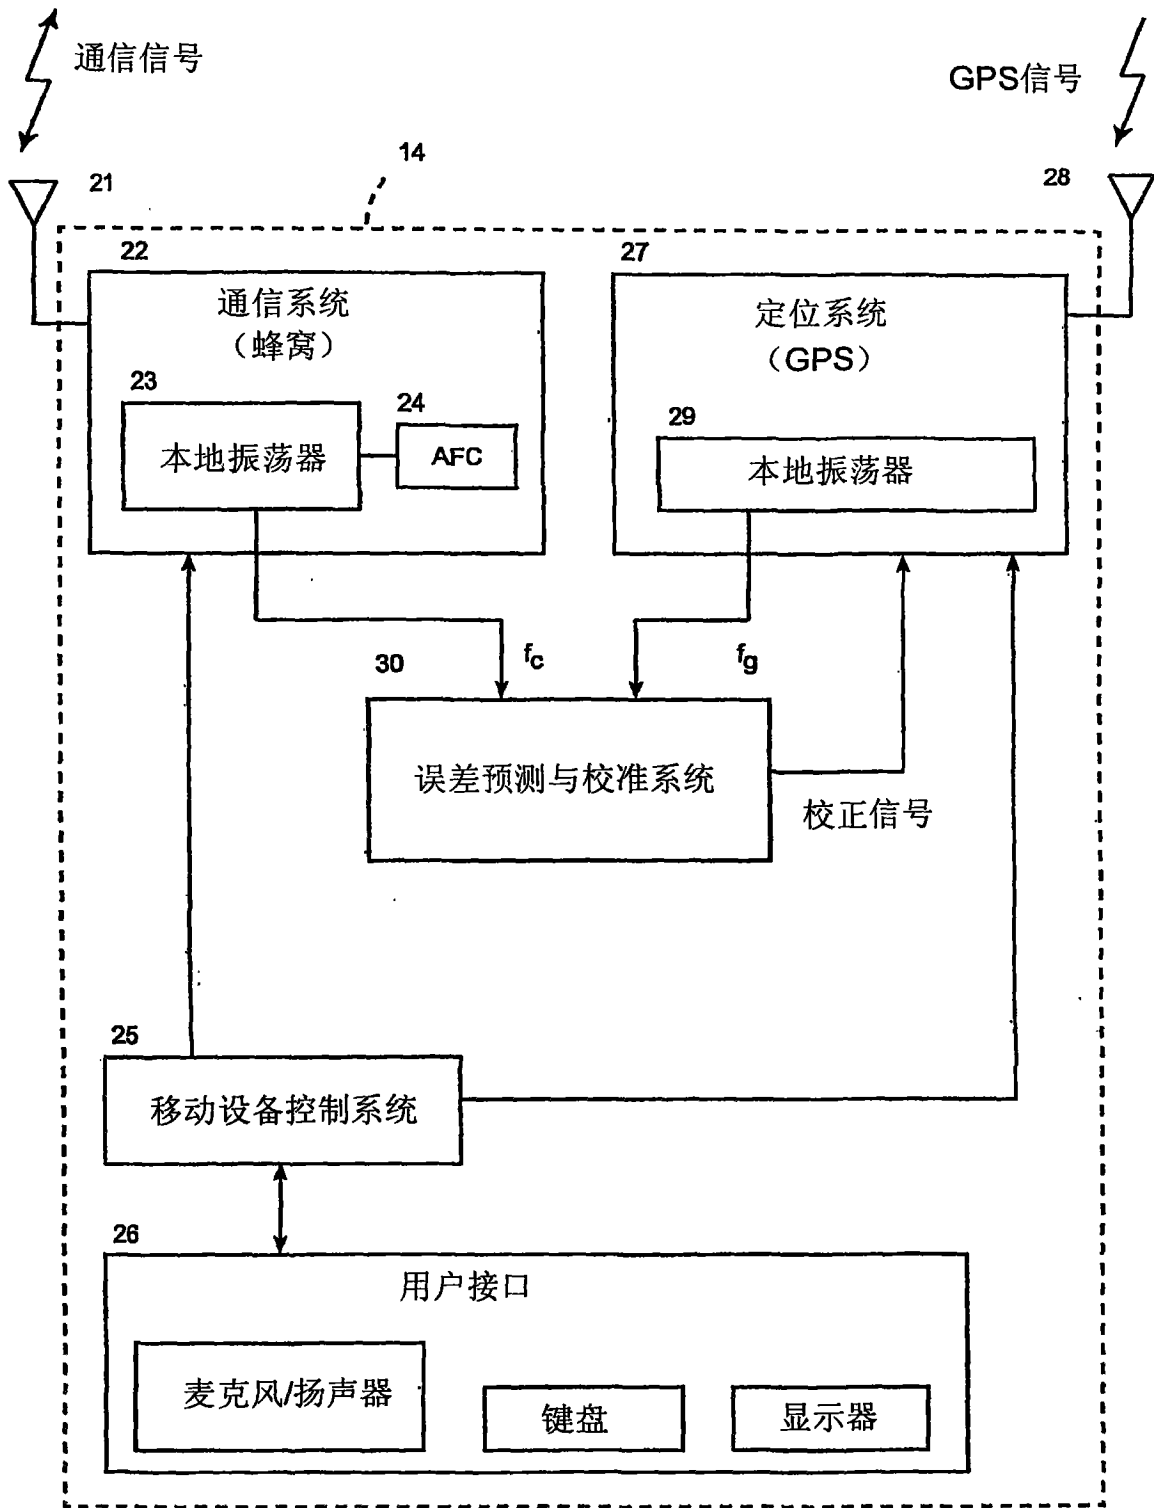 通信信号
GPS信号
14
21
28
22
27
通信系统
（蜂窝）
定位系统
（GPS）
23
24
29
本地振荡器
AFC
本地振荡器
30
fc
fg
误差预测与校准系统
校正信号
25
移动设备控制系统
26
用户接口
麦克风/扬声器
键盘
显示器